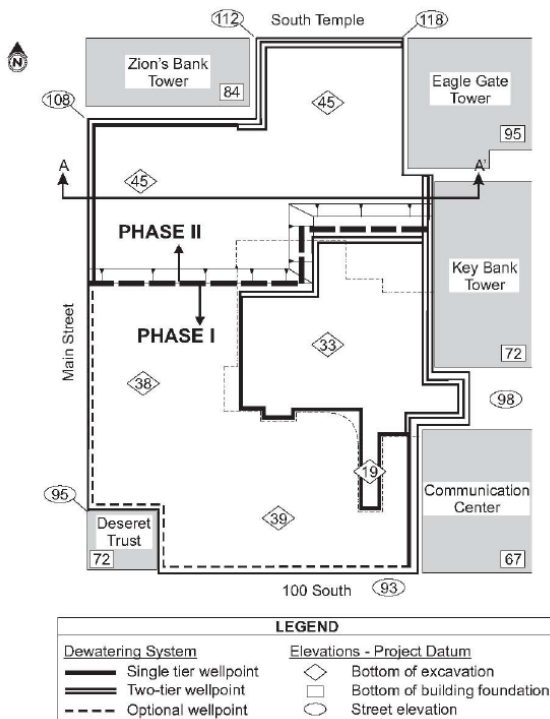 112
South Temple
118
N
Zion's Bank
Tower
84
Eagle Gate
Tower
95
108
45
A
A'
45
PHASE II
Key Bank
Tower
72
PHASE I
Main Street
33
38
98
95
19
Communication
Center
67
39
Deseret
Trust
72
100 South
93
LEGEND
Dewatering System
Elevations - Project Datum
Single tier wellpoint
Bottom of excavation
Two-tier wellpoint
Bottom of building foundation
Optional wellpoint
Street elevation